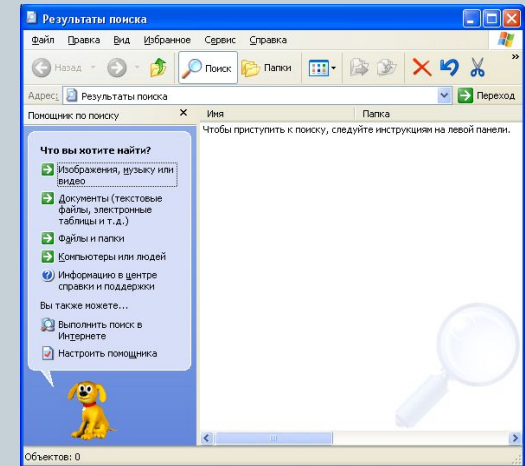 Результаты поиска
Файл Правка Вид Избранное Сервис Справка
Назад Поиск Папки »
Адрес: Результаты поиска Переход
Помощник по поиску × Имя Папка
Чтобы приступить к поиску, следуйте инструкциям на левой панели.
Что вы хотите найти?
Изображения, музыку или
видео
Документы (текстовые
файлы, электронные
таблицы и т.д.)
Файлы и папки
Компьютеры или людей
Информацию в центре
справки и поддержки
Вы также можете...
Выполнить поиск в
Интернете
Настроить помощника
Объектов: 0